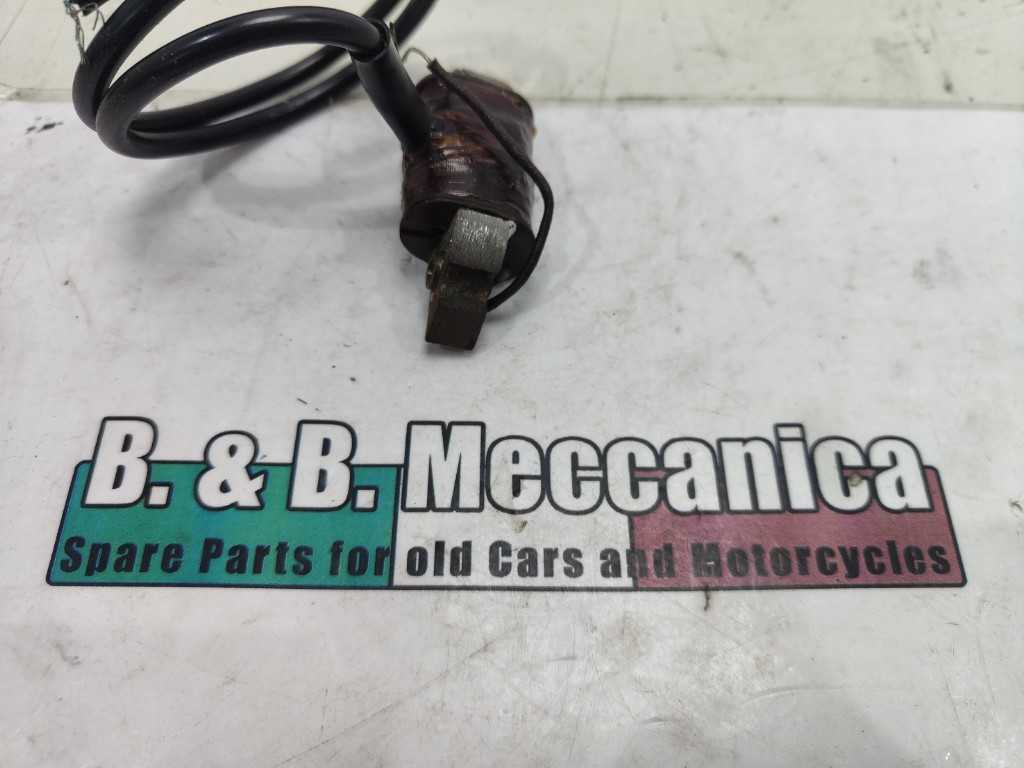 B. & B. Meccanica
Spare Parts for old Cars and Motorcycles